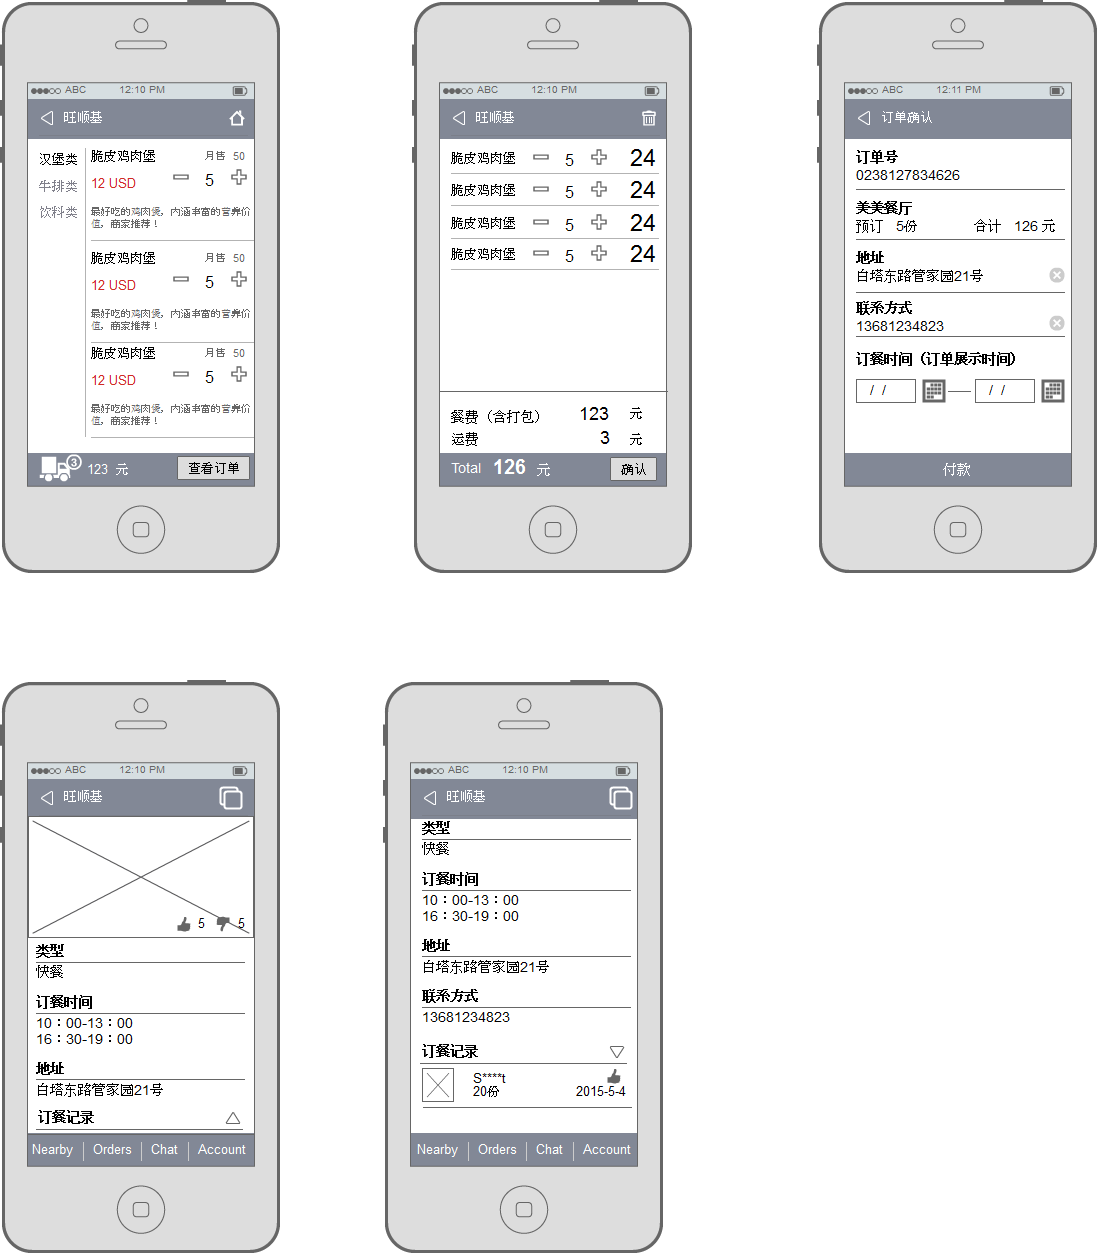 ABC 12:10 PM
旺顺基
汉堡类
牛排类
饮料类
脆皮鸡肉堡 月售 50
12 USD 5
最好吃的鸡肉煲，内涵丰富的营养价
值，商家推荐！
脆皮鸡肉堡 月售 50
12 USD 5
最好吃的鸡肉煲，内涵丰富的营养价
值，商家推荐！
脆皮鸡肉堡 月售 50
12 USD 5
最好吃的鸡肉煲，内涵丰富的营养价
值，商家推荐！
3 123 元 查看订单
ABC 12:10 PM
旺顺基
脆皮鸡肉堡 5 24
脆皮鸡肉堡 5 24
脆皮鸡肉堡 5 24
脆皮鸡肉堡 5 24
餐费（含打包） 123 元
运费 3 元
Total 126 元 确认
ABC 12:11 PM
订单确认
订单号
0238127834626
美美餐厅
预订 5份 合计 126 元
地址
白塔东路管家园21号
联系方式
13681234823
订餐时间（订单展示时间）
/ / / /
付款
ABC 12:10 PM
旺顺基
5 5
类型
快餐
订餐时间
10：00-13：00
16：30-19：00
地址
白塔东路管家园21号
订餐记录
Nearby Orders Chat Account
ABC 12:10 PM
旺顺基
类型
快餐
订餐时间
10：00-13：00
16：30-19：00
地址
白塔东路管家园21号
联系方式
13681234823
订餐记录
S****t
20份 2015-5-4
Nearby Orders Chat Account